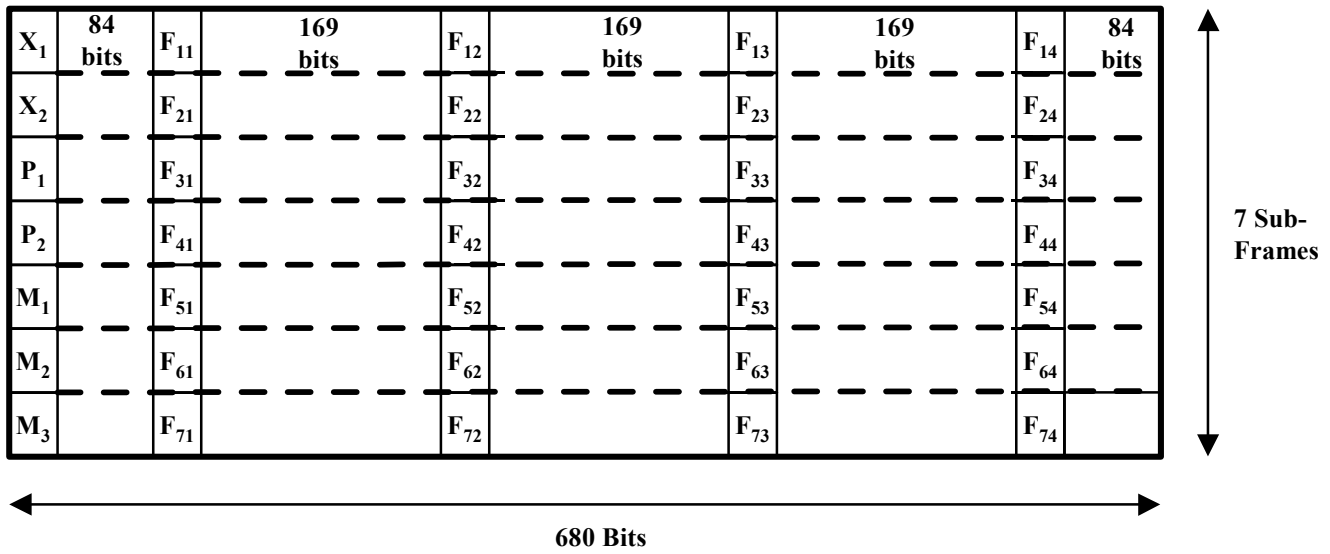 X1 84 bits F11 169 bits F12 169 bits F13 169 bits F14 84 bits
X2 F21 F22 F23 F24
P1 F31 F32 F33 F34
P2 F41 F42 F43 F44
M1 F51 F52 F53 F54
M2 F61 F62 F63 F64
M3 F71 F72 F73 F74
7 Sub-
Frames
680 Bits